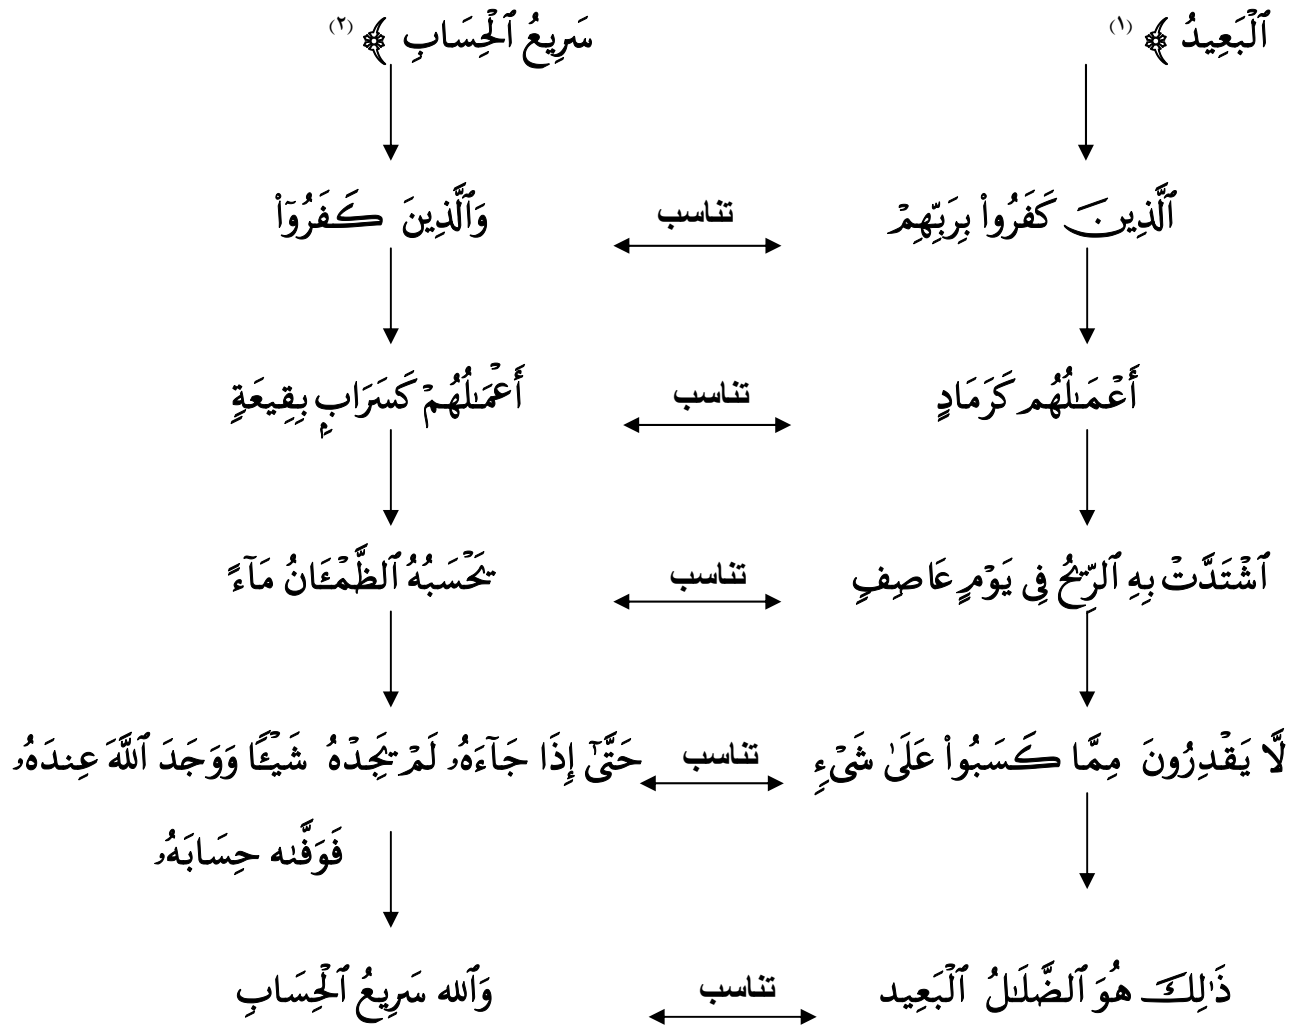 ٱلۡبَعِيدُ ﴾ (١) سَرِيعُ ٱلۡحِسَابِ ﴾ (٢)
ٱلَّذِينَ كَفَرُواْ بِرَبِّهِمۡ تناسب وَٱلَّذِينَ كَفَرُوٓاْ
أَعۡمَـٰلُهُم كَرَمَادٍ تناسب أَعۡمَـٰلُهُمۡ كَسَرَابِۭ بِقِيعَةٍ
ٱشۡتَدَّتۡ بِهِ ٱلرِّيحُ فِى يَوۡمٍ عَاصِفٍ تناسب يَحۡسَبُهُ ٱلظَّمۡـَٔانُ مَآءً
لَّا يَقۡدِرُونَ مِمَّا كَسَبُواْ عَلَىٰ شَىۡءٍ تناسب حَتَّىٰٓ إِذَا جَآءَهُۥ لَمۡ يَجِدۡهُ شَيۡـًٔا وَوَجَدَ ٱللَّهَ عِندَهُۥ
فَوَفَّىٰه حِسَابَهُۥ
ذَٰلِكَ هُوَ ٱلضَّلَـٰلُ ٱلۡبَعِيد تناسب وَٱلله سَرِيعُ ٱلۡحِسَابِ